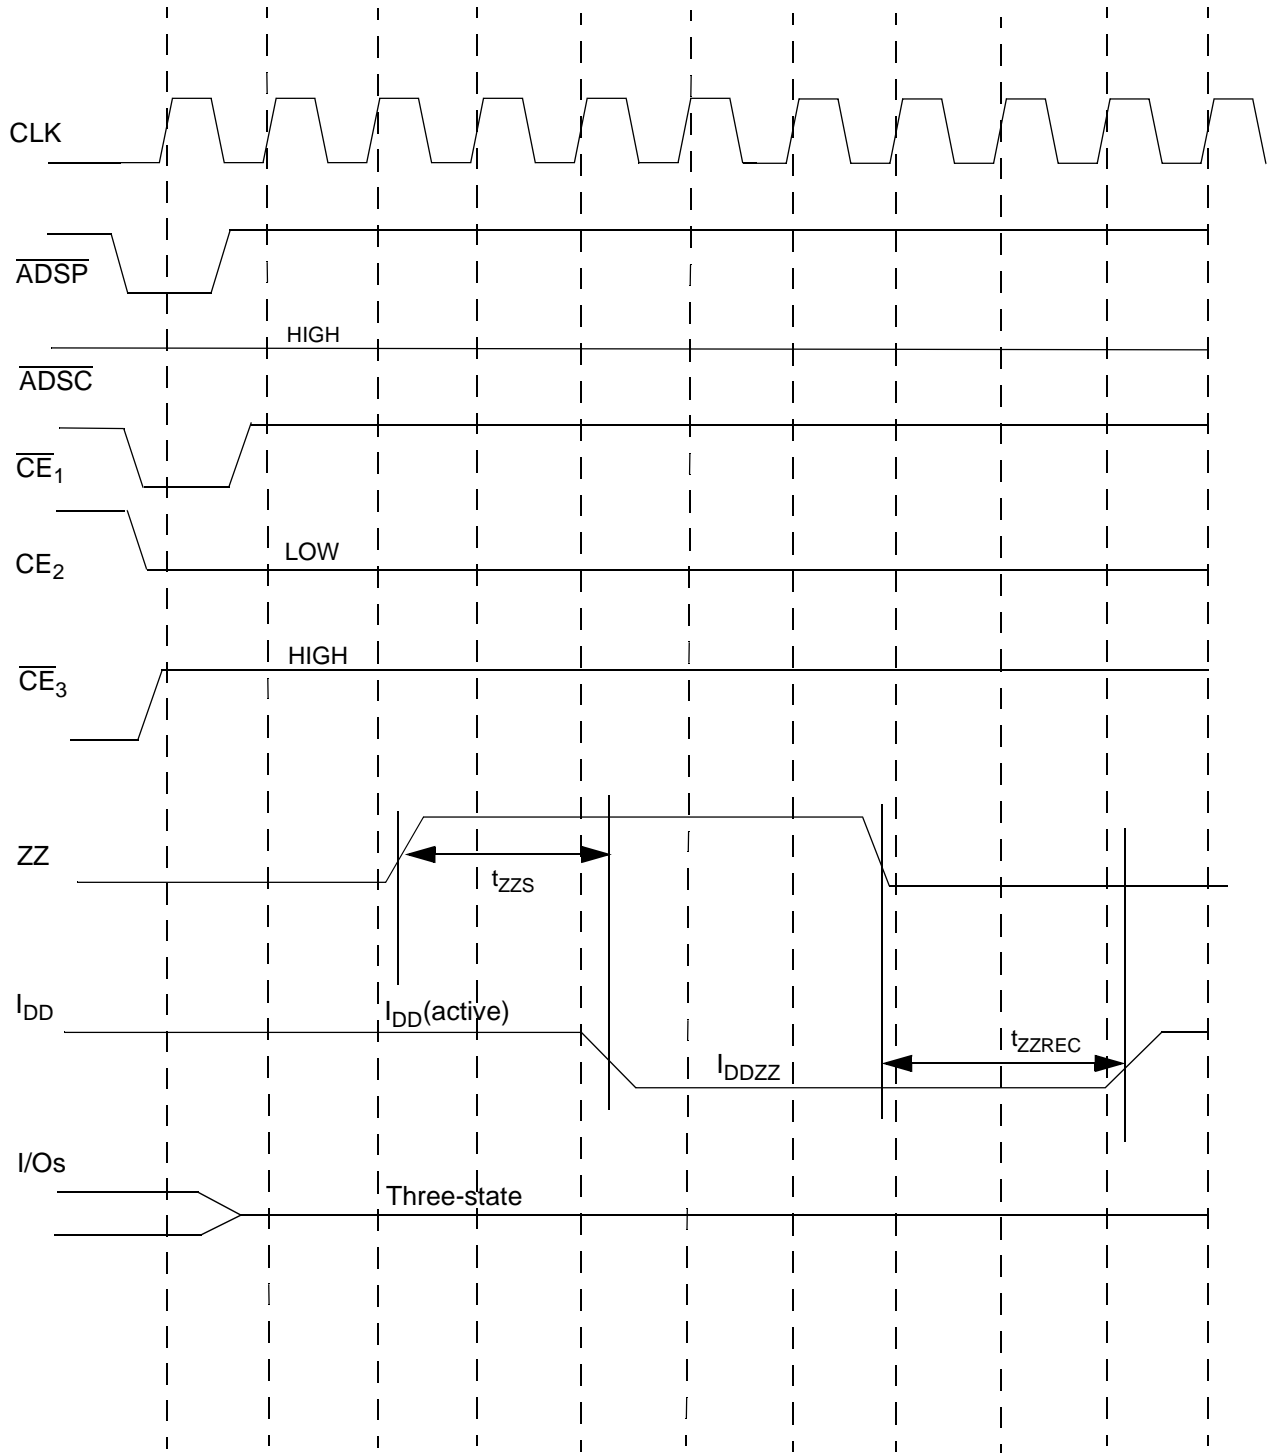 CLK
ADSP
HIGH
ADSC
CE1
LOW
CE2
HIGH
CE3
ZZ
tZZS
IDD
IDD(active)
tZZREC
IDDZZ
I/Os
Three-state